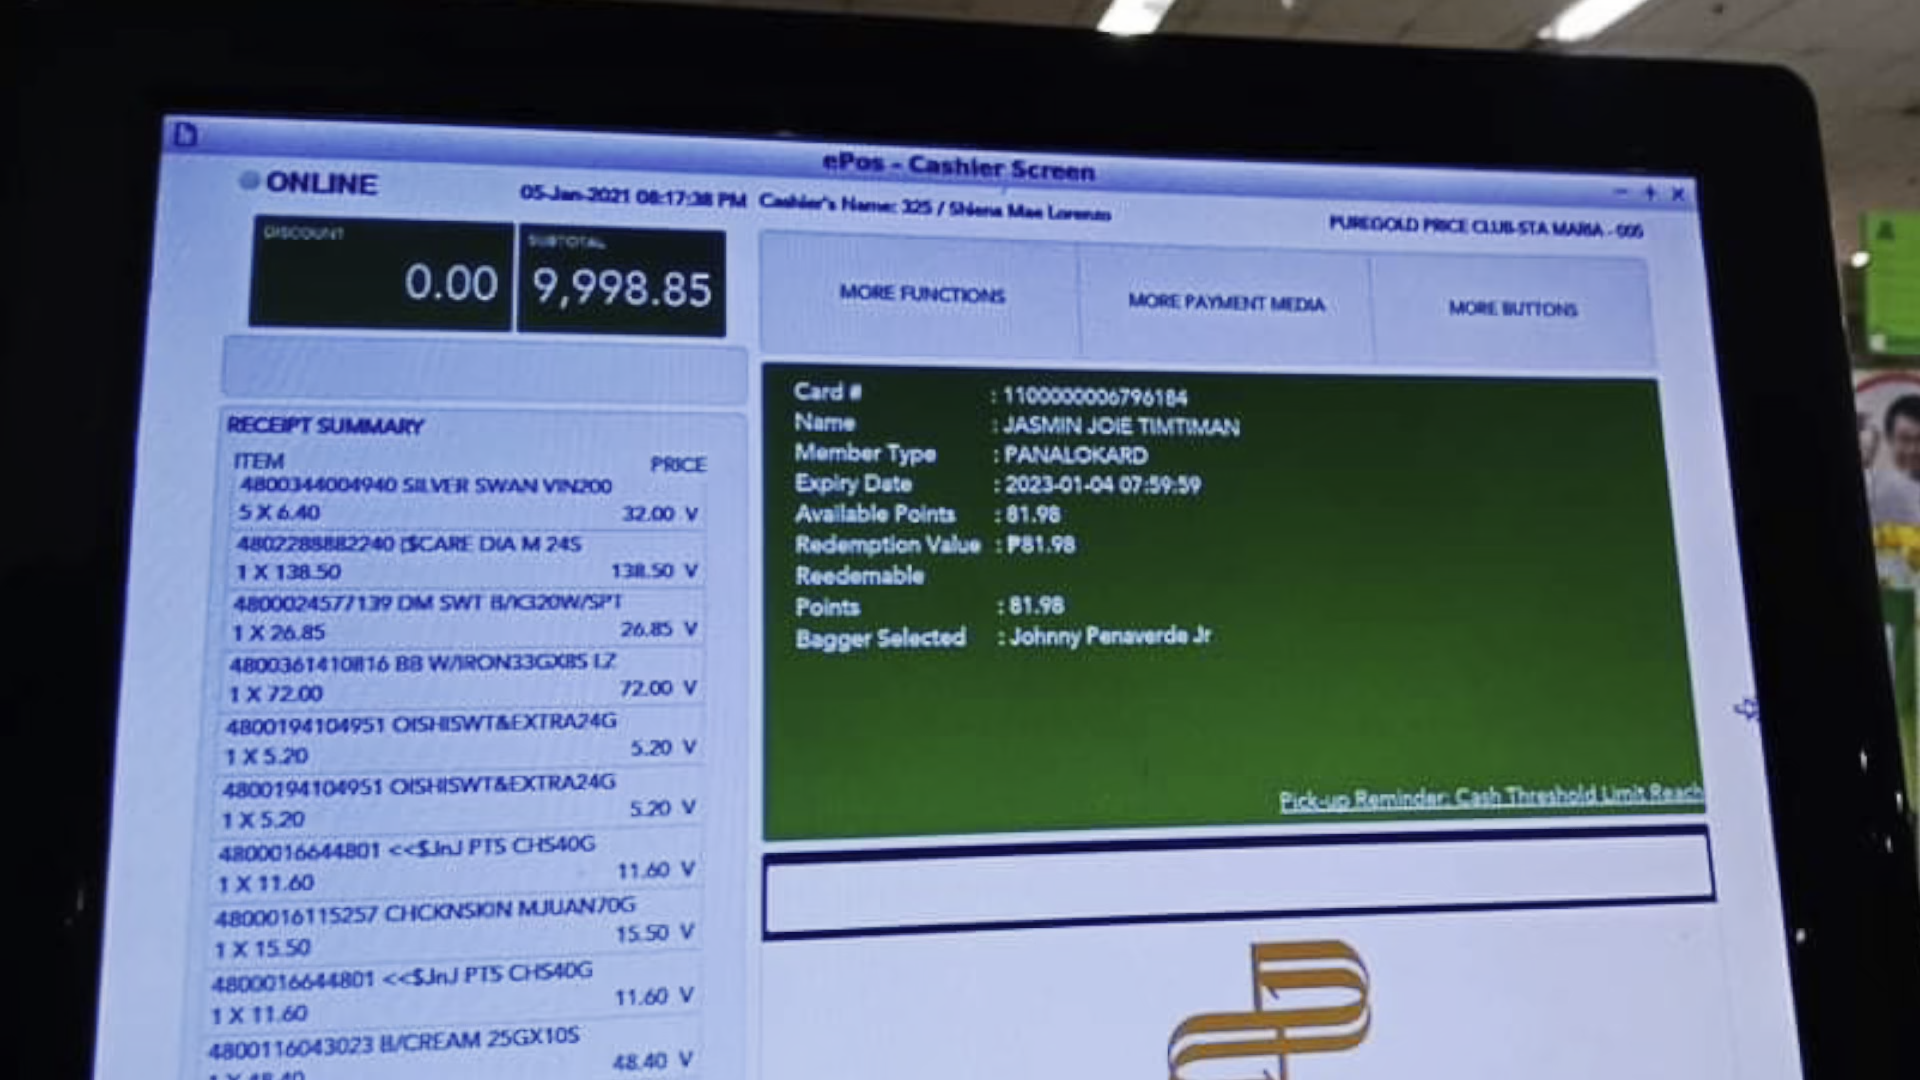 ePos - Cashier Screen
ONLINE
05-Jan-2021 08:17:38 PM
Cashier's Name: 325 / Shiena Mae Lorenzo
PUREGOLD PRICE CLUB-STA MARIA - 005
DISCOUNT
0.00
SUBTOTAL
9,998.85
MORE FUNCTIONS
MORE PAYMENT MEDIA
MORE BUTTONS
RECEIPT SUMMARY
ITEM PRICE
4800344004940 SILVER SWAN VIN200
5 X 6.40 32.00 V
4802288882240 [$CARE DIA M 24S
1 X 138.50 138.50 V
4800024577139 DM SWT B/K320W/SPT
1 X 26.85 26.85 V
4800361410816 BB W/IRON33GX8S LZ
1 X 72.00 72.00 V
4800194104951 OISHISWT&EXTRA24G
1 X 5.20 5.20 V
4800194104951 OISHISWT&EXTRA24G
1 X 5.20 5.20 V
4800016644801 <<$JnJ PTS CHS40G
1 X 11.60 11.60 V
4800016115257 CHCKNSKIN MJUAN70G
1 X 15.50 15.50 V
4800016644801 <<$JnJ PTS CHS40G
1 X 11.60 11.60 V
4800116043023 B/CREAM 25GX10S
1 X 48.40 48.40 V
Card # : 1100000006796184
Name : JASMIN JOIE TIMTIMAN
Member Type : PANALOKARD
Expiry Date : 2023-01-04 07:59:59
Available Points : 81.98
Redemption Value : ₱81.98
Reedemable
Points : 81.98
Bagger Selected : Johnny Penaverde Jr
Pick-up Reminder: Cash Threshold Limit Reach